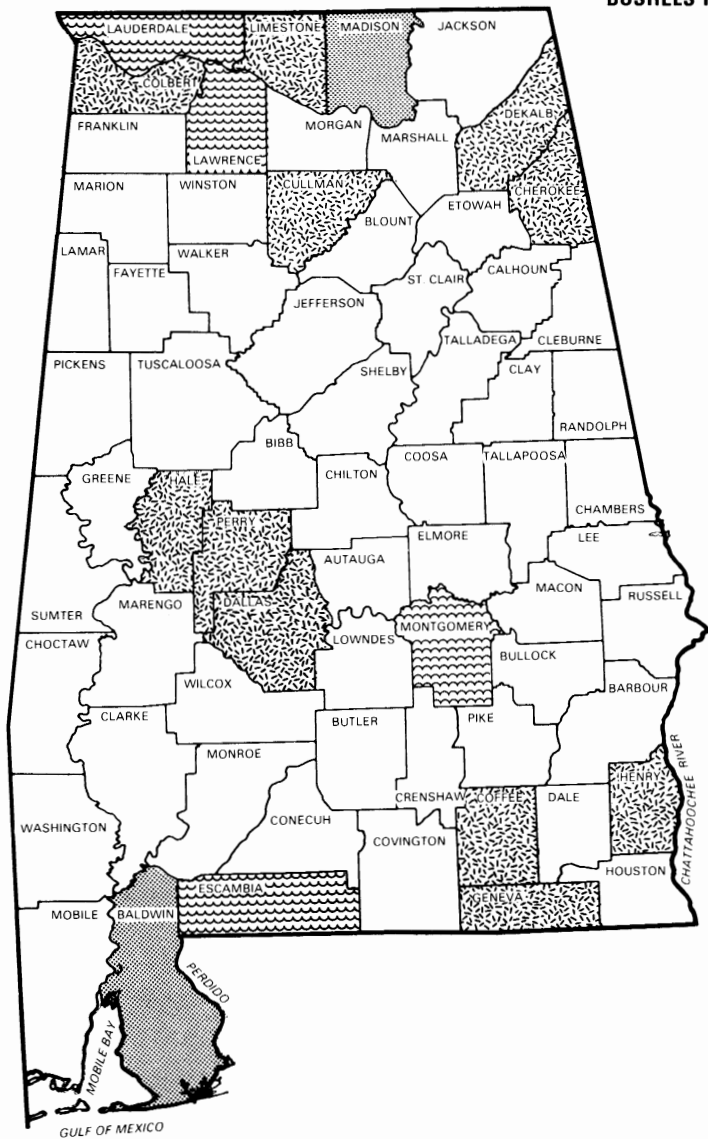 LAUDERDALE
LIMESTONE
MADISON
JACKSON
COLBERT
DEKALB
FRANKLIN
MORGAN
MARSHALL
LAWRENCE
CHEROKEE
MARION
WINSTON
CULLMAN
ETOWAH
BLOUNT
LAMAR
WALKER
ST. CLAIR
CALHOUN
FAYETTE
JEFFERSON
TALLADEGA
CLEBURNE
PICKENS
TUSCALOOSA
SHELBY
CLAY
RANDOLPH
BIBB
COOSA
TALLAPOOSA
GREENE
HALE
CHILTON
CHAMBERS
PERRY
ELMORE
LEE
AUTAUGA
MACON
RUSSELL
SUMTER
MARENGO
DALLAS
MONTGOMERY
CHOCTAW
LOWNDES
BULLOCK
WILCOX
BARBOUR
CLARKE
BUTLER
PIKE
MONROE
CHATTAHOOCHEE RIVER
HENRY
CRENSHAW
COFFEE
DALE
WASHINGTON
CONECUH
COVINGTON
HOUSTON
ESCAMBIA
GENEVA
MOBILE
BALDWIN
PERDIDO
MOBILE BAY
GULF OF MEXICO